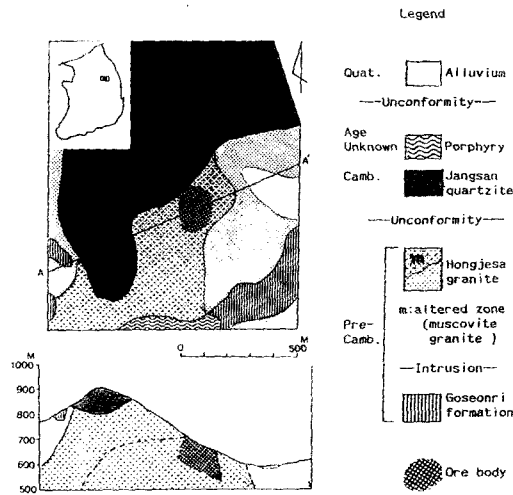 Legend
Quat. Alluvium
---Unconformity---
Age
Unknown Porphyry
Camb. Jangsan
quartzite
---Unconformity---
Hongjesa
granite
m:altered zone
(muscovite
granite )
Pre-
Camb.
---Intrusion---
Goseonri
formation
Ore body
A
A'
M
0 500
M
1000
900
800
700
600
500